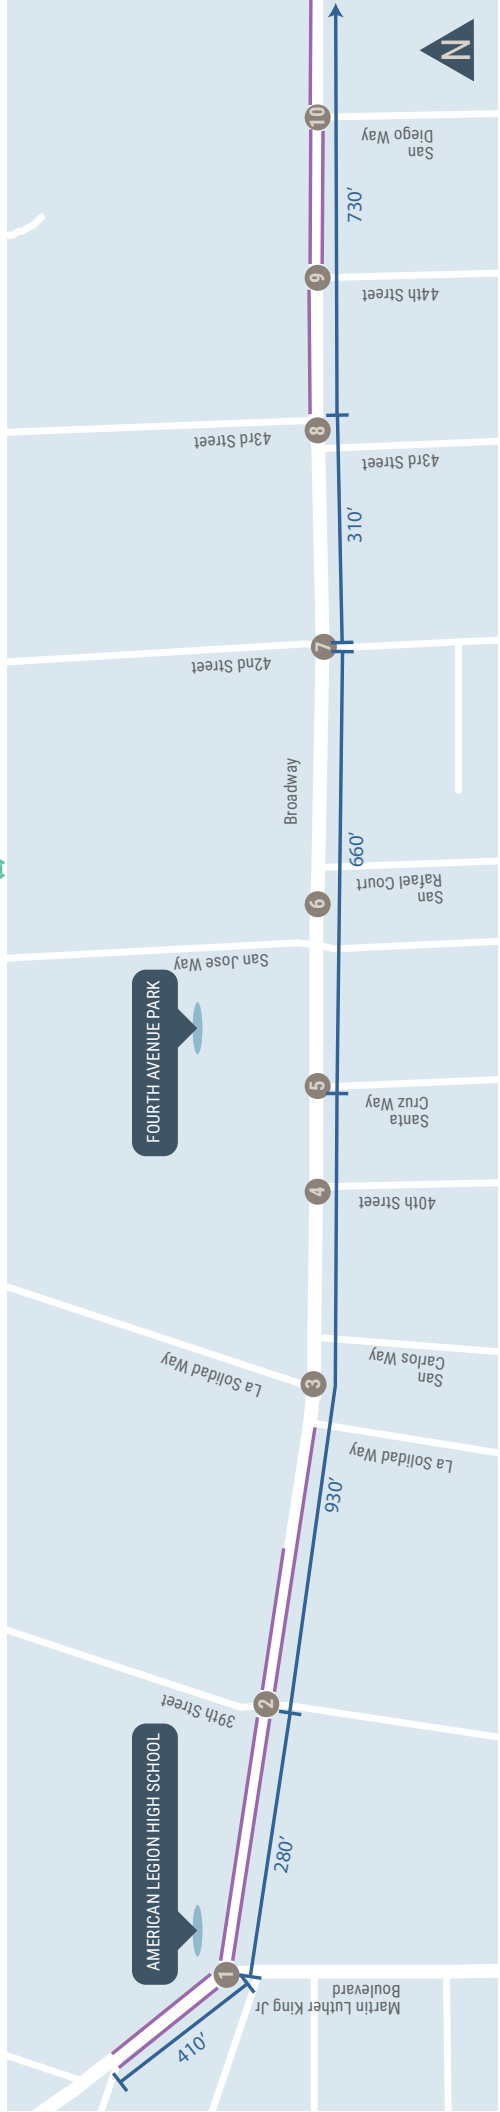 AMERICAN LEGION HIGH SCHOOL
FOURTH AVENUE PARK
410’
280’
930’
660’
310’
730’
1
2
3
4
5
6
7
8
9
10
Martin Luther King Jr
Boulevard
39th Street
La Solidad Way
La Solidad Way
San
Carlos Way
40th Street
Santa
Cruz Way
San Jose Way
San
Rafael Court
Broadway
42nd Street
43rd Street
43rd Street
44th Street
San
Diego Way
N